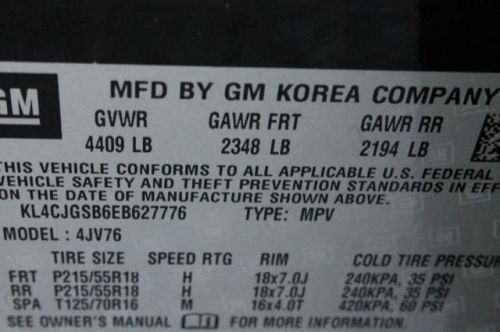 GM MFD BY GM KOREA COMPANY
GVWR GAWR FRT GAWR RR
4409 LB 2348 LB 2194 LB
THIS VEHICLE CONFORMS TO ALL APPLICABLE U.S. FEDERAL
VEHICLE SAFETY AND THEFT PREVENTION STANDARDS IN EFFE
ON THE DATE OF MANUFACTURE SHOWN ABOVE.
KL4CJGSB6EB627776 TYPE: MPV
MODEL: 4JV76
TIRE SIZE SPEED RTG RIM COLD TIRE PRESSUR
FRT P215/55R18 H 18x7.0J 240KPA, 35 PSI
RR P215/55R18 H 18x7.0J 240KPA, 35 PSI
SPA T125/70R16 M 16x4.0T 420KPA, 60 PSI
SEE OWNER'S MANUAL FOR MORE INFORMATION